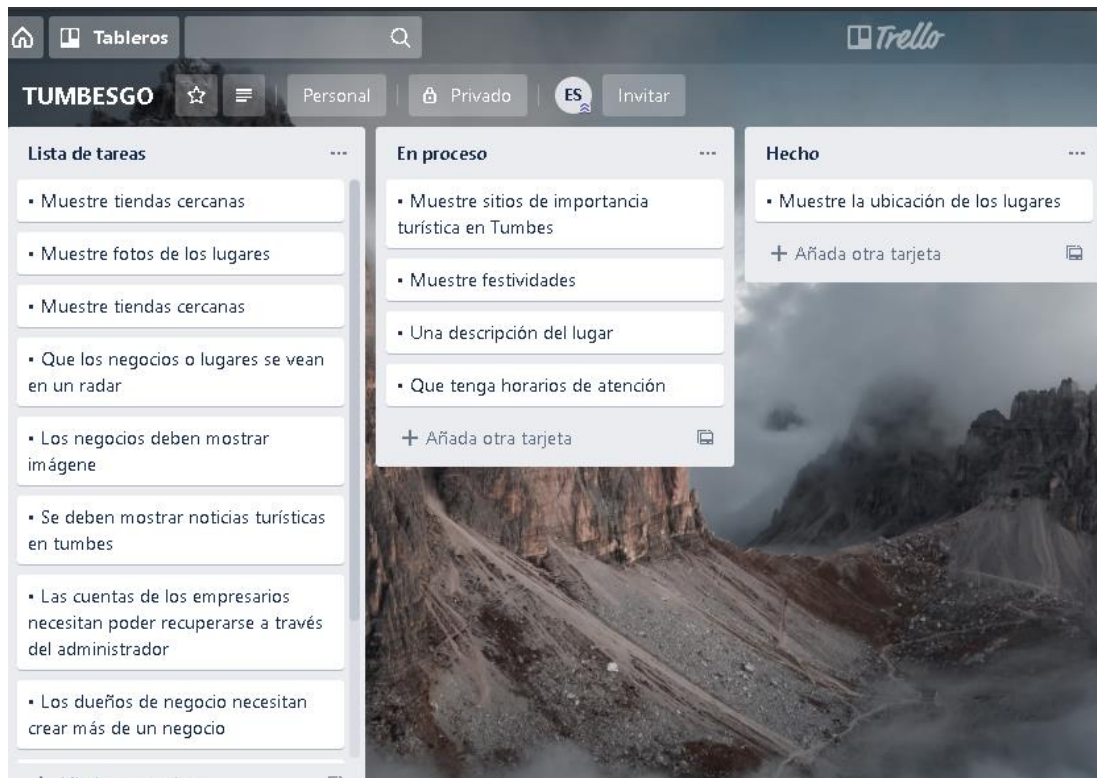 Tableros
Trello
TUMBESGO
Personal
Privado
ES
Invitar
Lista de tareas
▪ Muestre tiendas cercanas
▪ Muestre fotos de los lugares
▪ Muestre tiendas cercanas
▪ Que los negocios o lugares se vean
en un radar
▪ Los negocios deben mostrar
imágene
▪ Se deben mostrar noticias turísticas
en tumbes
▪ Las cuentas de los empresarios
necesitan poder recuperarse a través
del administrador
▪ Los dueños de negocio necesitan
crear más de un negocio
En proceso
▪ Muestre sitios de importancia
turística en Tumbes
▪ Muestre festividades
▪ Una descripción del lugar
▪ Que tenga horarios de atención
+ Añada otra tarjeta
Hecho
▪ Muestre la ubicación de los lugares
+ Añada otra tarjeta